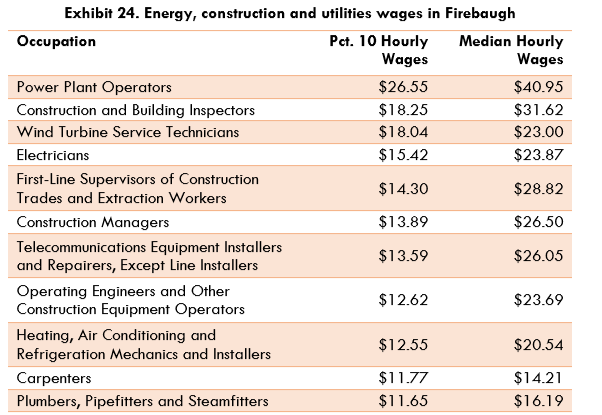 Exhibit 24. Energy, construction and utilities wages in Firebaugh
Occupation Pct. 10 Hourly Wages Median Hourly Wages
Power Plant Operators $26.55 $40.95
Construction and Building Inspectors $18.25 $31.62
Wind Turbine Service Technicians $18.04 $23.00
Electricians $15.42 $23.87
First-Line Supervisors of Construction
Trades and Extraction Workers $14.30 $28.82
Construction Managers $13.89 $26.50
Telecommunications Equipment Installers
and Repairers, Except Line Installers $13.59 $26.05
Operating Engineers and Other
Construction Equipment Operators $12.62 $23.69
Heating, Air Conditioning and
Refrigeration Mechanics and Installers $12.55 $20.54
Carpenters $11.77 $14.21
Plumbers, Pipefitters and Steamfitters $11.65 $16.19